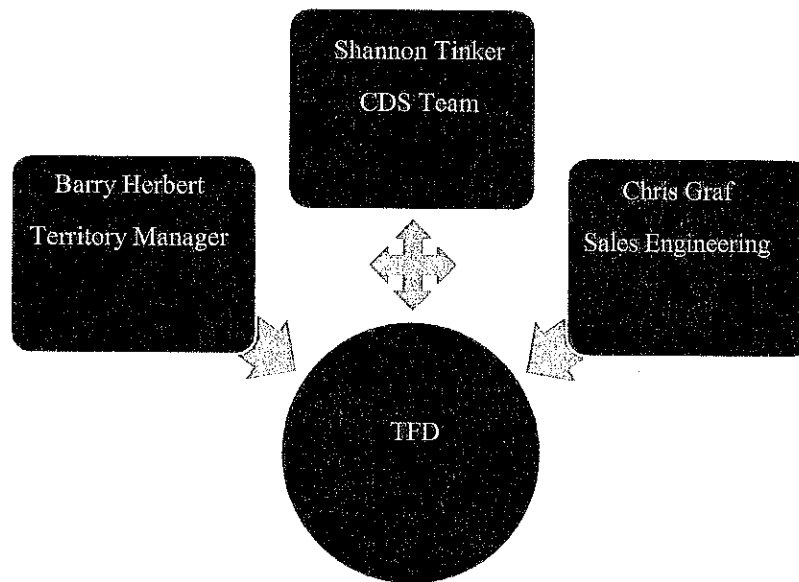 Shannon Tinker
CDS Team
Barry Herbert
Territory Manager
Chris Graf
Sales Engineering
TFD